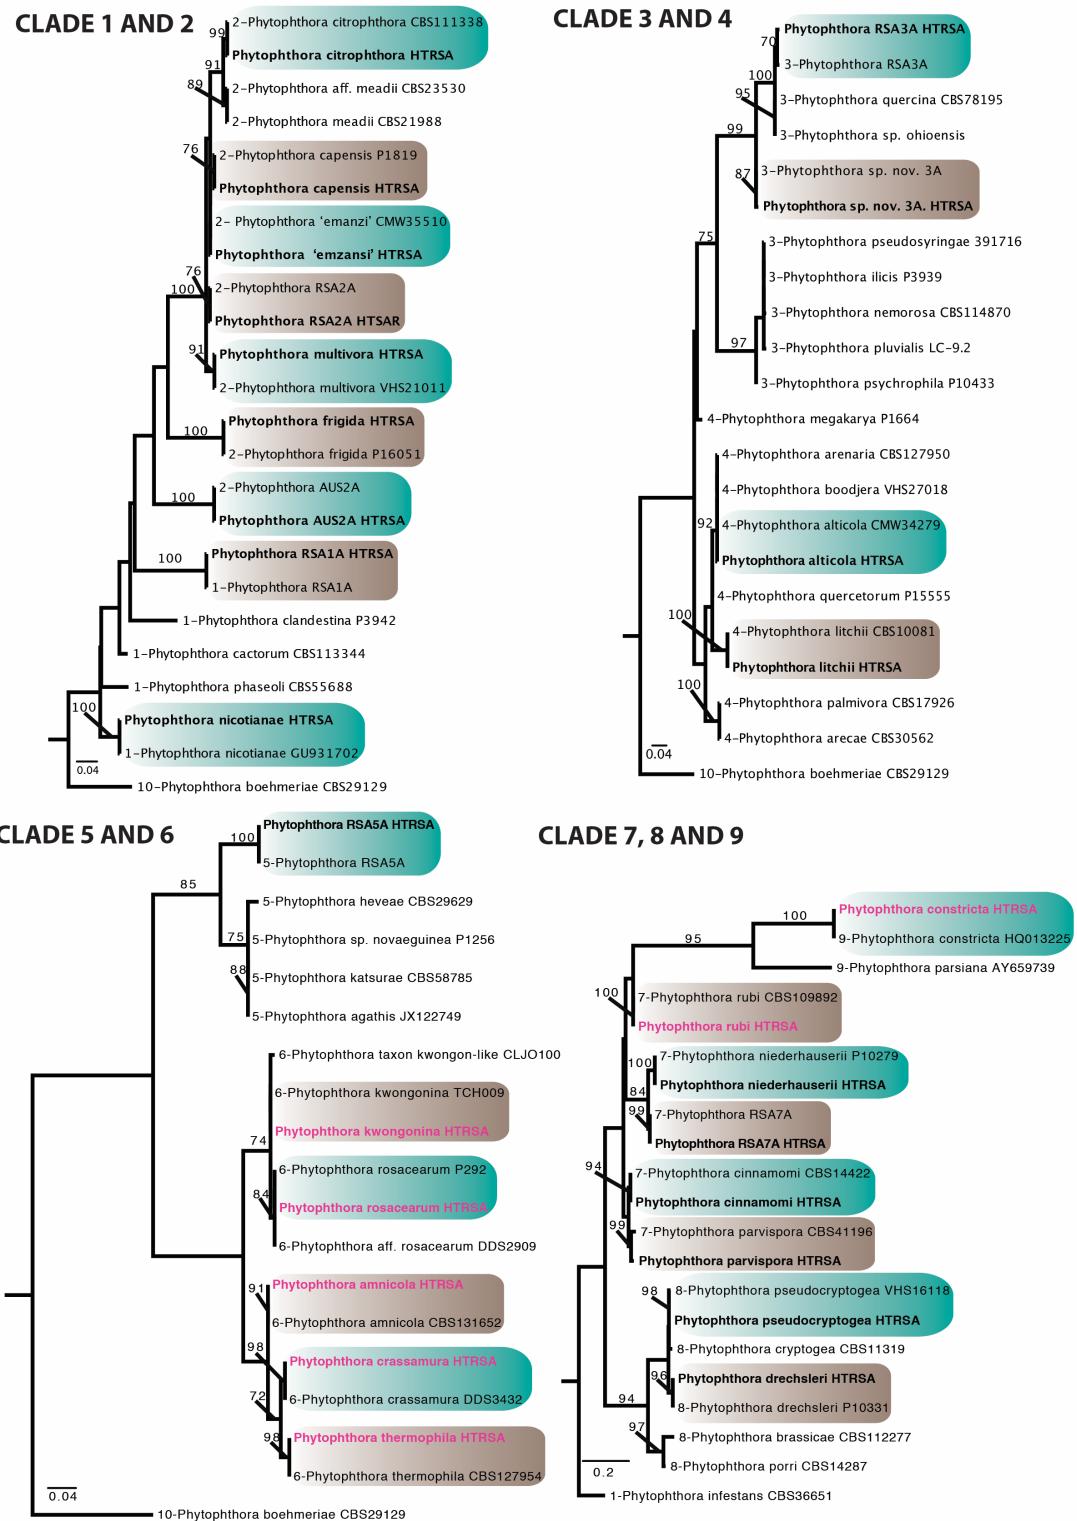 CLADE 1 AND 2
99
2-Phytophthora citrophthora CBS111338
Phytophthora citrophthora HTRSA
91
89
2-Phytophthora aff. meadii CBS23530
2-Phytophthora meadii CBS21988
76
2-Phytophthora capensis P1819
Phytophthora capensis HTRSA
2- Phytophthora ‘emanzi’ CMW35510
Phytophthora ‘emzansi’ HTRSA
76
100
2-Phytophthora RSA2A
Phytophthora RSA2A HTSAR
91
Phytophthora multivora HTRSA
2-Phytophthora multivora VHS21011
Phytophthora frigida HTRSA
100
2-Phytophthora frigida P16051
2-Phytophthora AUS2A
100
Phytophthora AUS2A HTRSA
Phytophthora RSA1A HTRSA
100
1-Phytophthora RSA1A
1-Phytophthora clandestina P3942
1-Phytophthora cactorum CBS113344
1-Phytophthora phaseoli CBS55688
100
Phytophthora nicotianae HTRSA
1-Phytophthora nicotianae GU931702
0.04
10-Phytophthora boehmeriae CBS29129
CLADE 3 AND 4
Phytophthora RSA3A HTRSA
70
3-Phytophthora RSA3A
100
95
3-Phytophthora quercina CBS78195
99
3-Phytophthora sp. ohioensis
87
3-Phytophthora sp. nov. 3A
Phytophthora sp. nov. 3A. HTRSA
75
3-Phytophthora pseudosyringae 391716
3-Phytophthora ilicis P3939
3-Phytophthora nemorosa CBS114870
97
3-Phytophthora pluvialis LC-9.2
3-Phytophthora psychrophila P10433
4-Phytophthora megakarya P1664
4-Phytophthora arenaria CBS127950
4-Phytophthora boodjera VHS27018
92
4-Phytophthora alticola CMW34279
Phytophthora alticola HTRSA
4-Phytophthora quercetorum P15555
100
4-Phytophthora litchii CBS10081
Phytophthora litchii HTRSA
100
4-Phytophthora palmivora CBS17926
4-Phytophthora arecae CBS30562
0.04
10-Phytophthora boehmeriae CBS29129
CLADE 5 AND 6
Phytophthora RSA5A HTRSA
100
5-Phytophthora RSA5A
85
5-Phytophthora heveae CBS29629
75
5-Phytophthora sp. novaeguinea P1256
88
5-Phytophthora katsurae CBS58785
5-Phytophthora agathis JX122749
6-Phytophthora taxon kwongon-like CLJO100
6-Phytophthora kwongonina TCH009
Phytophthora kwongonina HTRSA
74
6-Phytophthora rosacearum P292
84
Phytophthora rosacearum HTRSA
6-Phytophthora aff. rosacearum DDS2909
91
Phytophthora amnicola HTRSA
6-Phytophthora amnicola CBS131652
98
Phytophthora crassamura HTRSA
72
6-Phytophthora crassamura DDS3432
98
Phytophthora thermophila HTRSA
6-Phytophthora thermophila CBS127954
0.04
10-Phytophthora boehmeriae CBS29129
CLADE 7, 8 AND 9
Phytophthora constricta HTRSA
100
9-Phytophthora constricta HQ013225
95
9-Phytophthora parsiana AY659739
100
7-Phytophthora rubi CBS109892
Phytophthora rubi HTRSA
100
7-Phytophthora niederhauserii P10279
Phytophthora niederhauserii HTRSA
84
99
7-Phytophthora RSA7A
Phytophthora RSA7A HTRSA
94
7-Phytophthora cinnamomi CBS14422
Phytophthora cinnamomi HTRSA
99
7-Phytophthora parvispora CBS41196
Phytophthora parvispora HTRSA
98
8-Phytophthora pseudocryptogea VHS16118
Phytophthora pseudocryptogea HTRSA
8-Phytophthora cryptogea CBS11319
96
Phytophthora drechsleri HTRSA
94
8-Phytophthora drechsleri P10331
97
8-Phytophthora brassicae CBS112277
8-Phytophthora porri CBS14287
0.2
1-Phytophthora infestans CBS36651